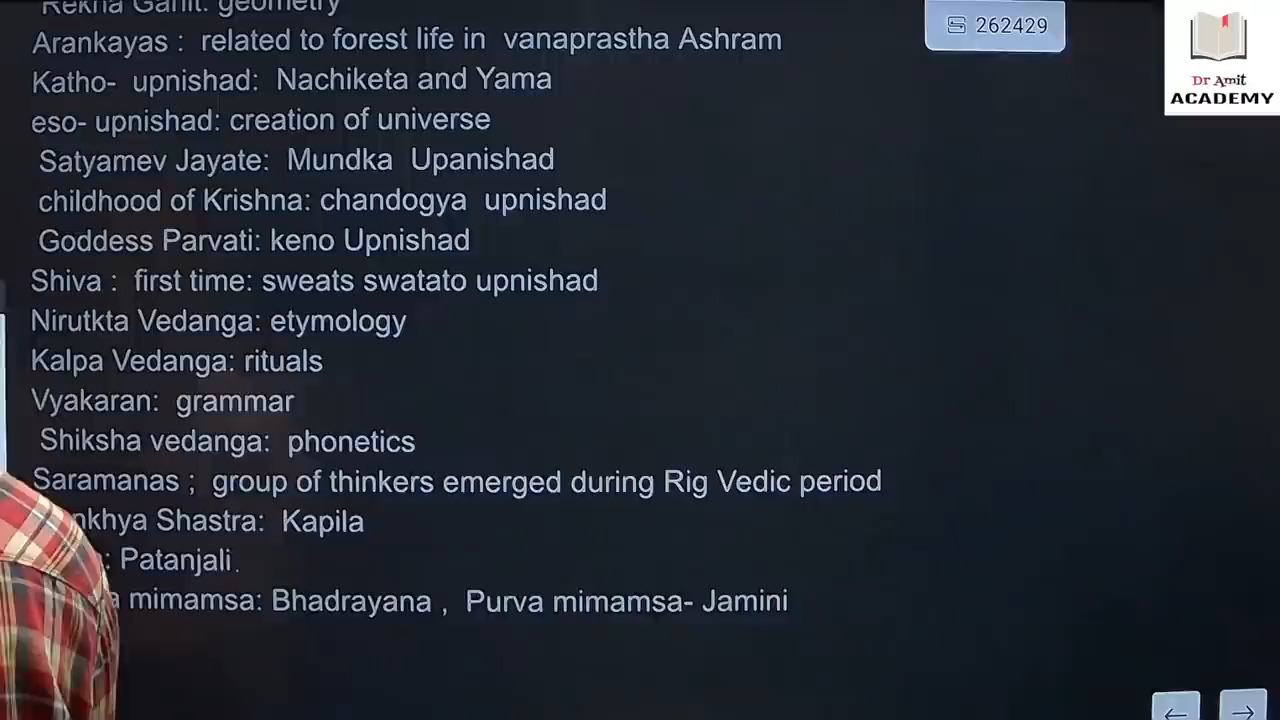 Rekha Ganit: geometry
Arankayas : related to forest life in vanaprastha Ashram
262429
Dr Amit
ACADEMY
Katho- upnishad: Nachiketa and Yama
eso- upnishad: creation of universe
Satyamev Jayate: Mundka Upanishad
childhood of Krishna: chandogya upnishad
Goddess Parvati: keno Upnishad
Shiva : first time: sweats swatato upnishad
Nirutkta Vedanga: etymology
Kalpa Vedanga: rituals
Vyakaran: grammar
Shiksha vedanga: phonetics
Saramanas ; group of thinkers emerged during Rig Vedic period
nkhya Shastra: Kapila
: Patanjali.
a mimamsa: Bhadrayana , Purva mimamsa- Jamini